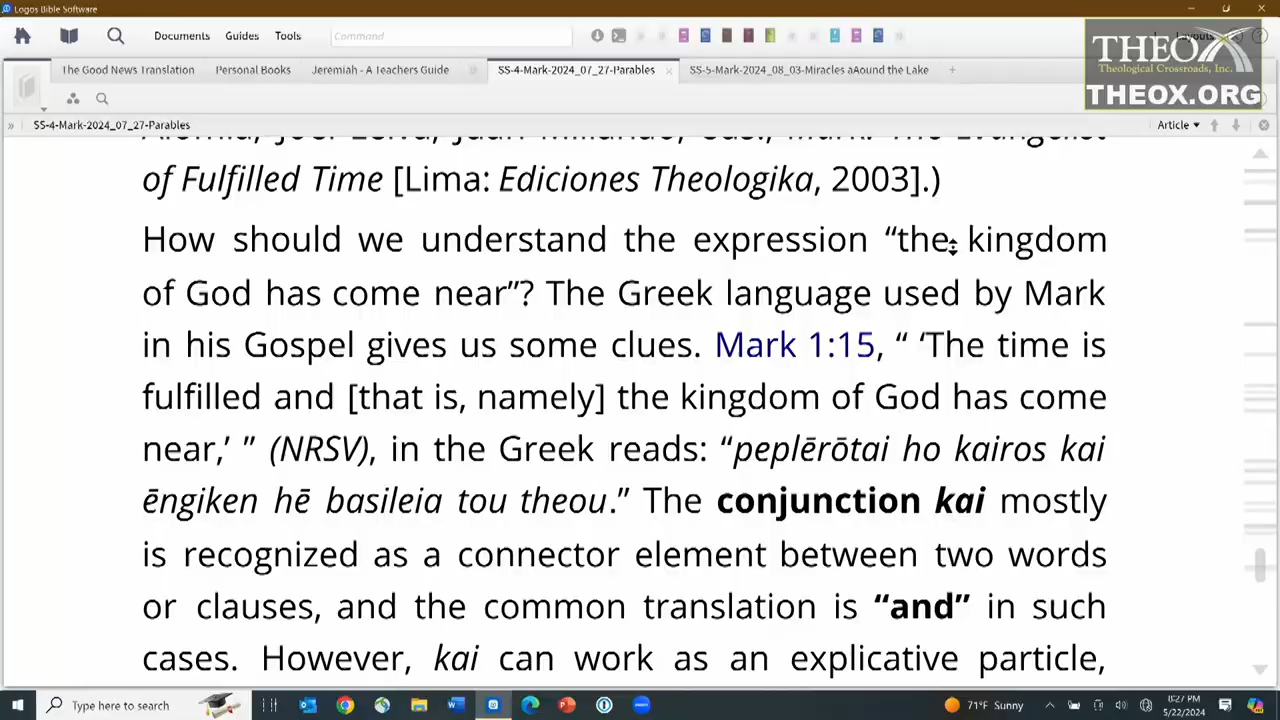 Logos Bible Software
Documents Guides Tools Command
THEOX
Theological Crossroads, Inc.
THEOX.ORG
The Good News Translation Personal Books Jeremiah - A Teac SS-4-Mark-2024_07_27-Parables SS-5-Mark-2024_08_03-Miracles aAound the Lake
SS-4-Mark-2024_07_27-Parables Article
of Fulfilled Time [Lima: Ediciones Theologika, 2003].)
How should we understand the expression “the kingdom
of God has come near”? The Greek language used by Mark
in his Gospel gives us some clues. Mark 1:15, “ ‘The time is
fulfilled and [that is, namely] the kingdom of God has come
near,’ ” (NRSV), in the Greek reads: “peplērōtai ho kairos kai
ēngiken hē basileia tou theou.” The conjunction kai mostly
is recognized as a connector element between two words
or clauses, and the common translation is “and” in such
cases. However, kai can work as an explicative particle,
Type here to search 71°F Sunny 8:27 PM
5/22/2024